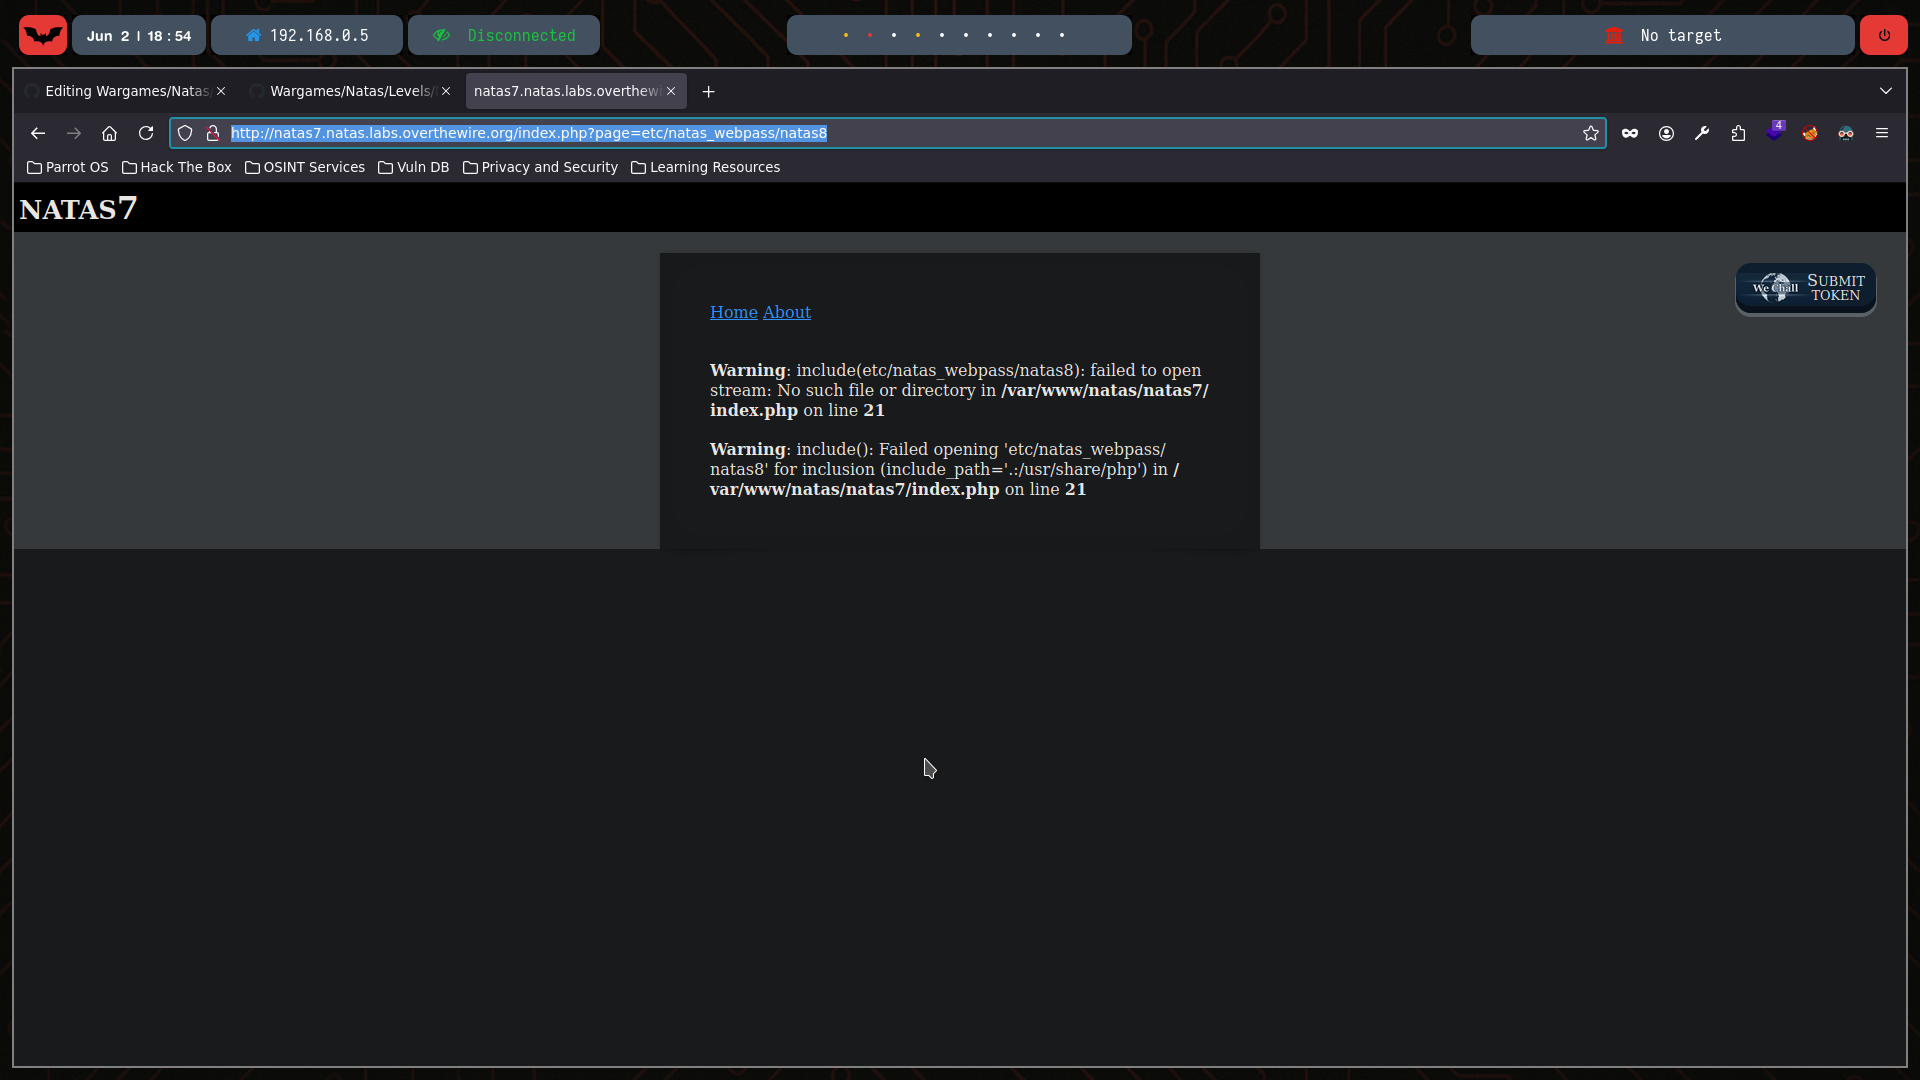 Jun 2 | 18:54
192.168.0.5
Disconnected
No target
Editing Wargames/Natas
Wargames/Natas/Levels/
natas7.natas.labs.overthewi
http://natas7.natas.labs.overthewire.org/index.php?page=etc/natas_webpass/natas8
4
Parrot OS
Hack The Box
OSINT Services
Vuln DB
Privacy and Security
Learning Resources
NATAS7
We Chall
SUBMIT
TOKEN
Home About
Warning: include(etc/natas_webpass/natas8): failed to open
stream: No such file or directory in /var/www/natas/natas7/
index.php on line 21
Warning: include(): Failed opening 'etc/natas_webpass/
natas8' for inclusion (include_path='.:/usr/share/php') in /
var/www/natas/natas7/index.php on line 21